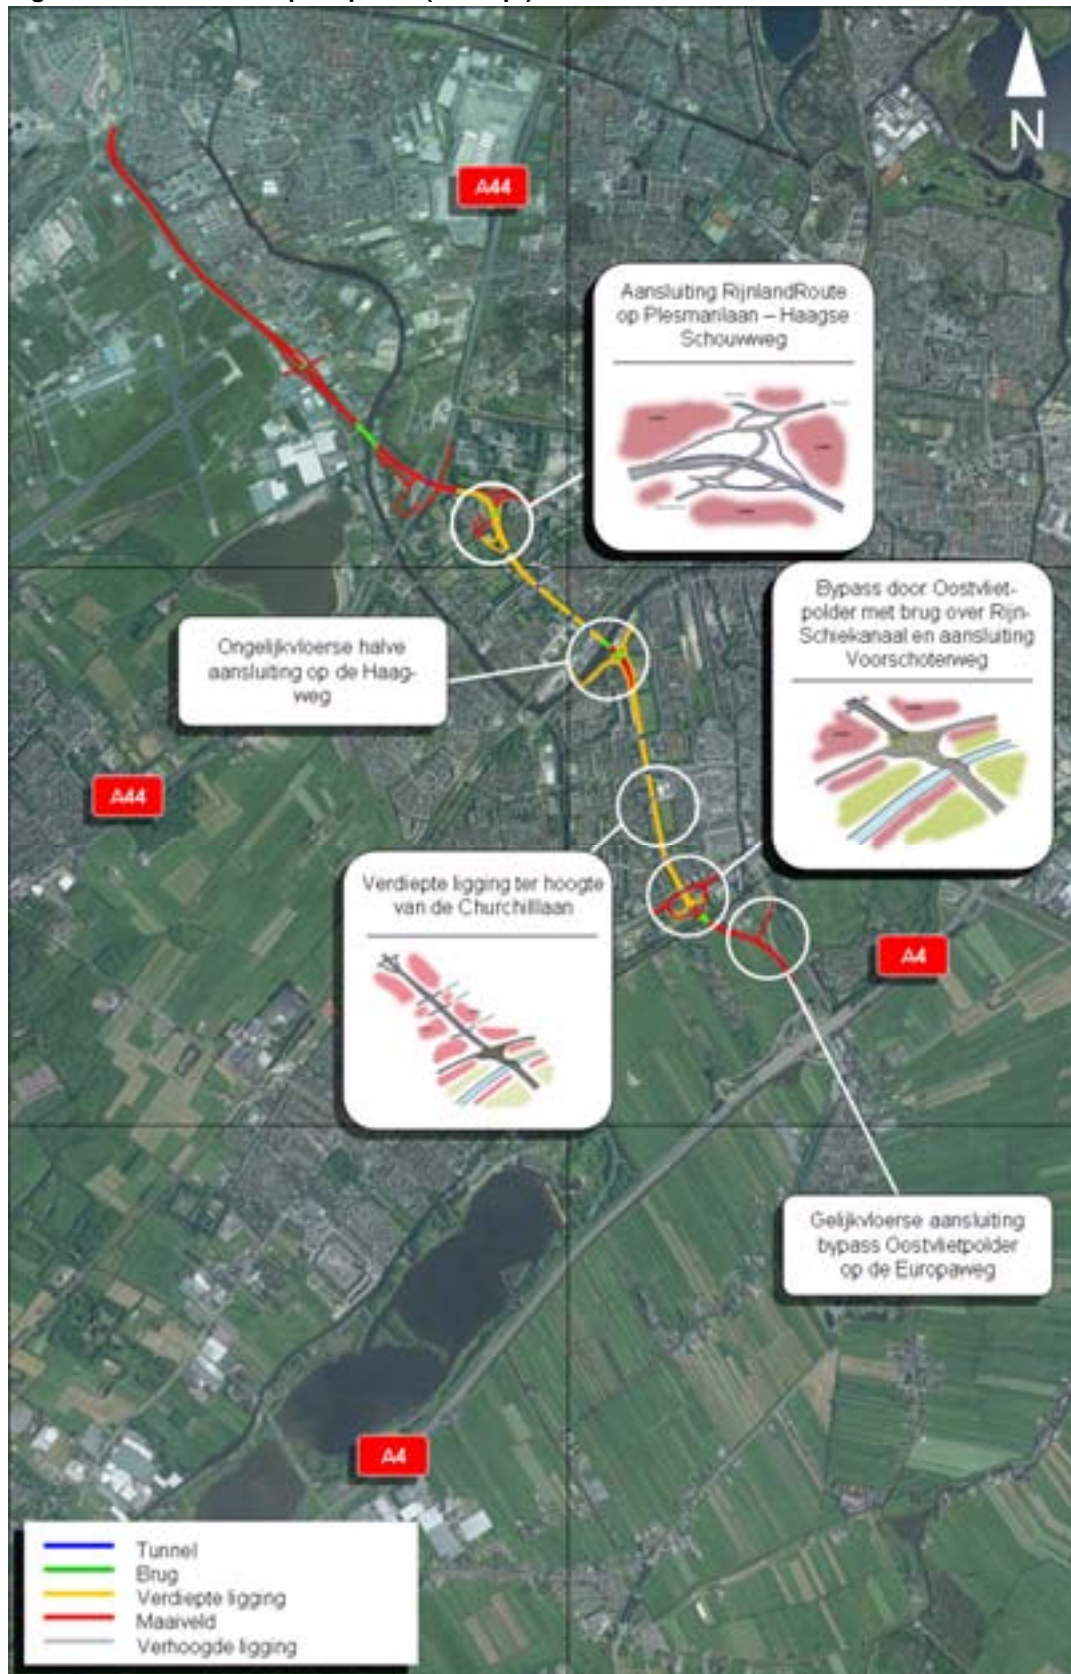 N
A44
Aansluiting RijnlandRoute
op Plesmanlaan – Haagse
Schouwweg
Bypass door Oostvliet-
polder met brug over Rijn-
Schiekanaal en aansluiting
Voorschoterweg
Ongelijkvloerse halve
aansluiting op de Haag-
weg
A44
Verdiepte ligging ter hoogte
van de Churchilllaan
A4
Gelijkvloerse aansluiting
bypass Oostvlietpolder
op de Europaweg
A4
Tunnel
Brug
Verdiepte ligging
Maaiveld
Verhoogde ligging